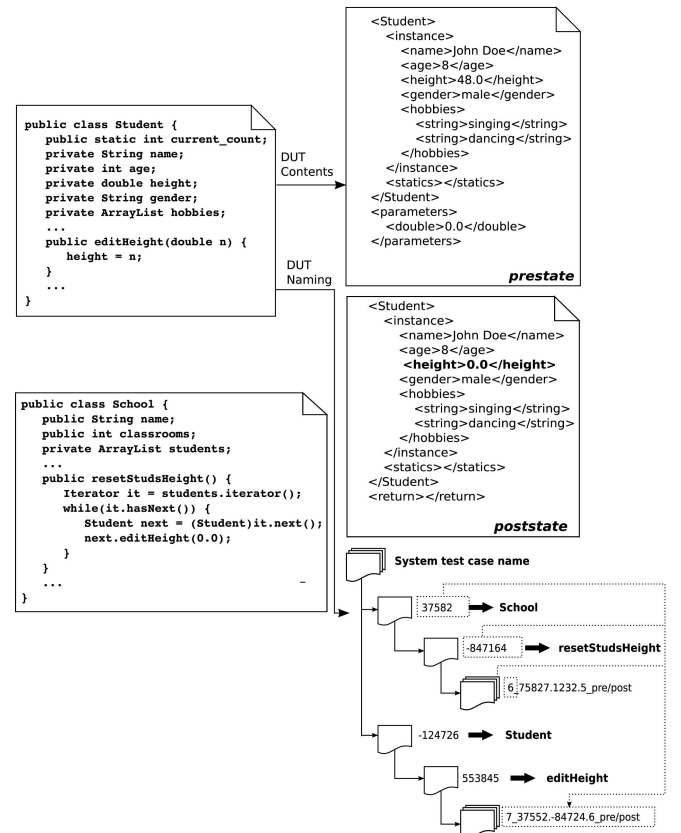 public class Student {
public static int current_count;
private String name;
private int age;
private double height;
private String gender;
private ArrayList hobbies;
...
public editHeight(double n) {
height = n;
}
...
}
DUT
Contents
DUT
Naming
<Student>
<instance>
<name>John Doe</name>
<age>8</age>
<height>48.0</height>
<gender>male</gender>
<hobbies>
<string>singing</string>
<string>dancing</string>
</hobbies>
</instance>
<statics></statics>
</Student>
<parameters>
<double>0.0</double>
</parameters>
prestate
<Student>
<instance>
<name>John Doe</name>
<age>8</age>
<height>0.0</height>
<gender>male</gender>
<hobbies>
<string>singing</string>
<string>dancing</string>
</hobbies>
</instance>
<statics></statics>
</Student>
<return></return>
poststate
public class School {
public String name;
public int classrooms;
private ArrayList students;
...
public resetStudsHeight() {
Iterator it = students.iterator();
while(it.hasNext()) {
Student next = (Student)it.next();
next.editHeight(0.0);
}
}
...
}
System test case name
37582 School
-847164 resetStudsHeight
6_75827.1232.5_pre/post
-124726 Student
553845 editHeight
7_37552.-84724.6_pre/post